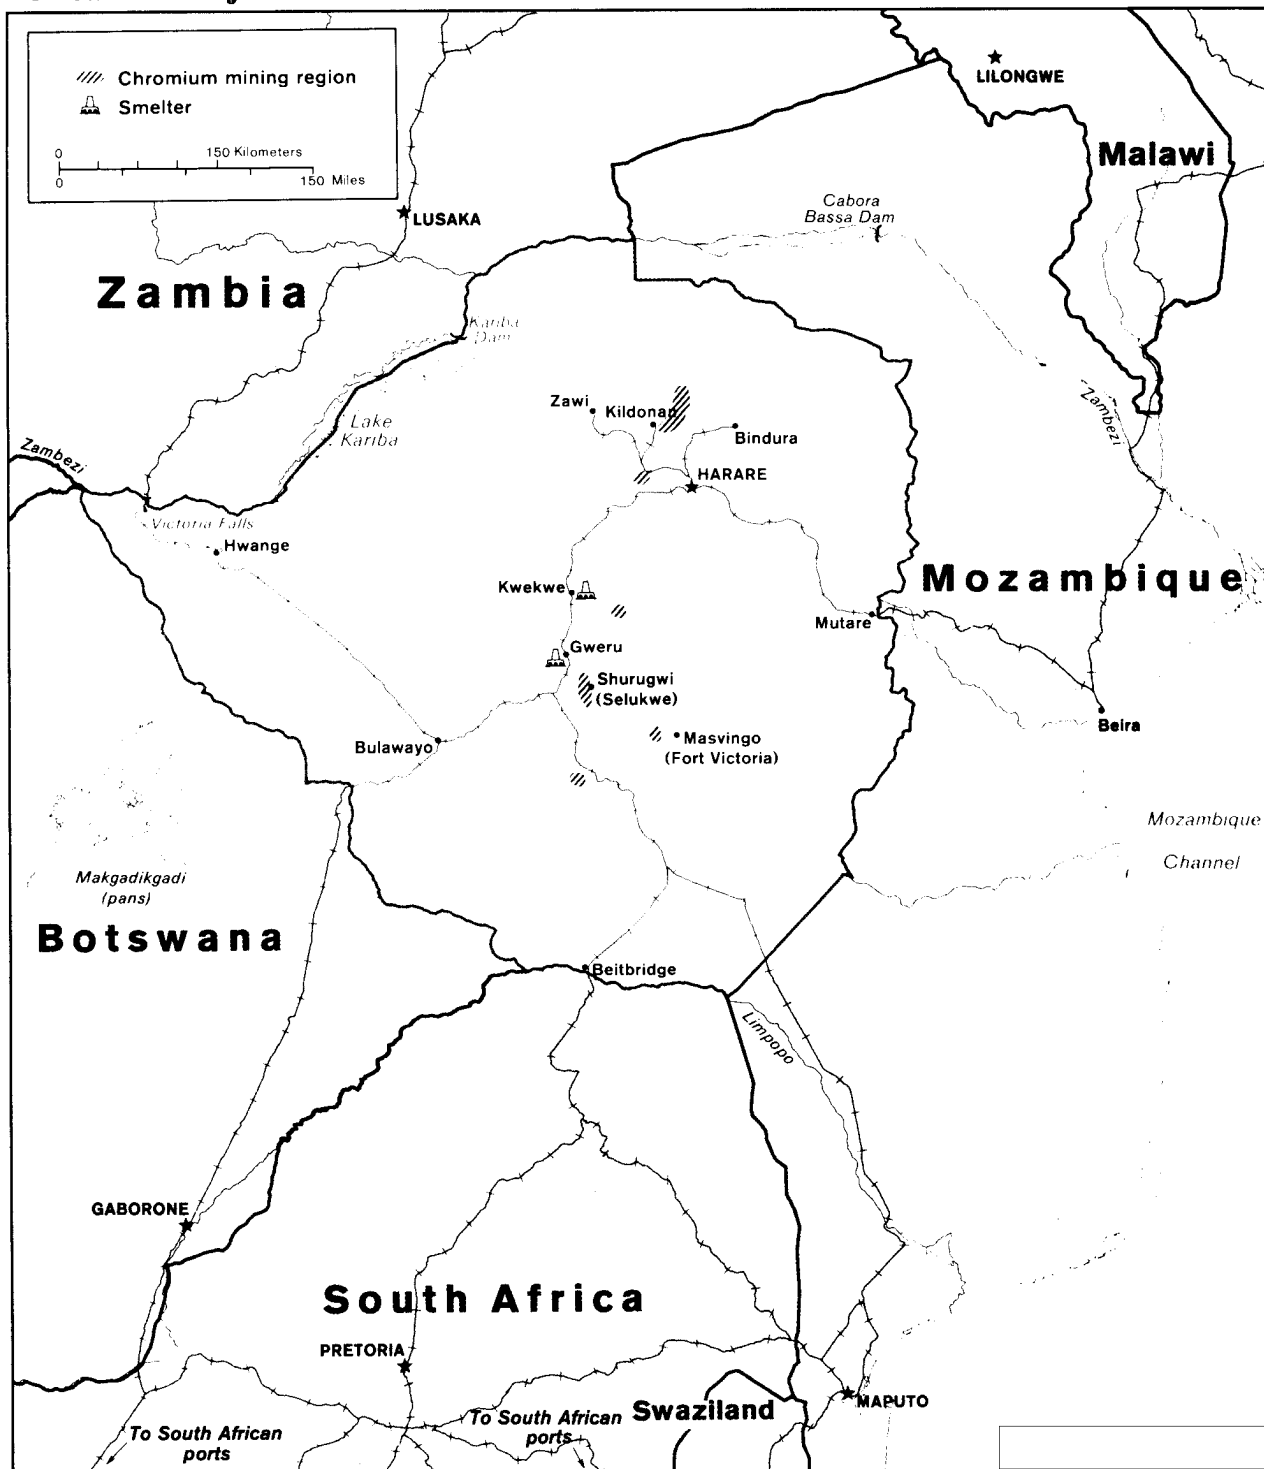 Chromium mining region
Smelter
0
150 Kilometers
0
150 Miles
LILONGWE
Malawi
Cabora
Bassa Dam
LUSAKA
Zambia
Kariba
Dam
Lake
Kariba
Zawi
Kildonan
Bindura
HARARE
Zambezi
Zambezi
Victoria Falls
Hwange
Kwekwe
Mozambique
Mutare
Gweru
Shurugwi
(Selukwe)
Beira
Bulawayo
Masvingo
(Fort Victoria)
Mozambique
Channel
Makgadikgadi
(pans)
Botswana
Beitbridge
Limpopo
GABORONE
South Africa
PRETORIA
Swaziland
MAPUTO
To South African
ports
To South African
ports